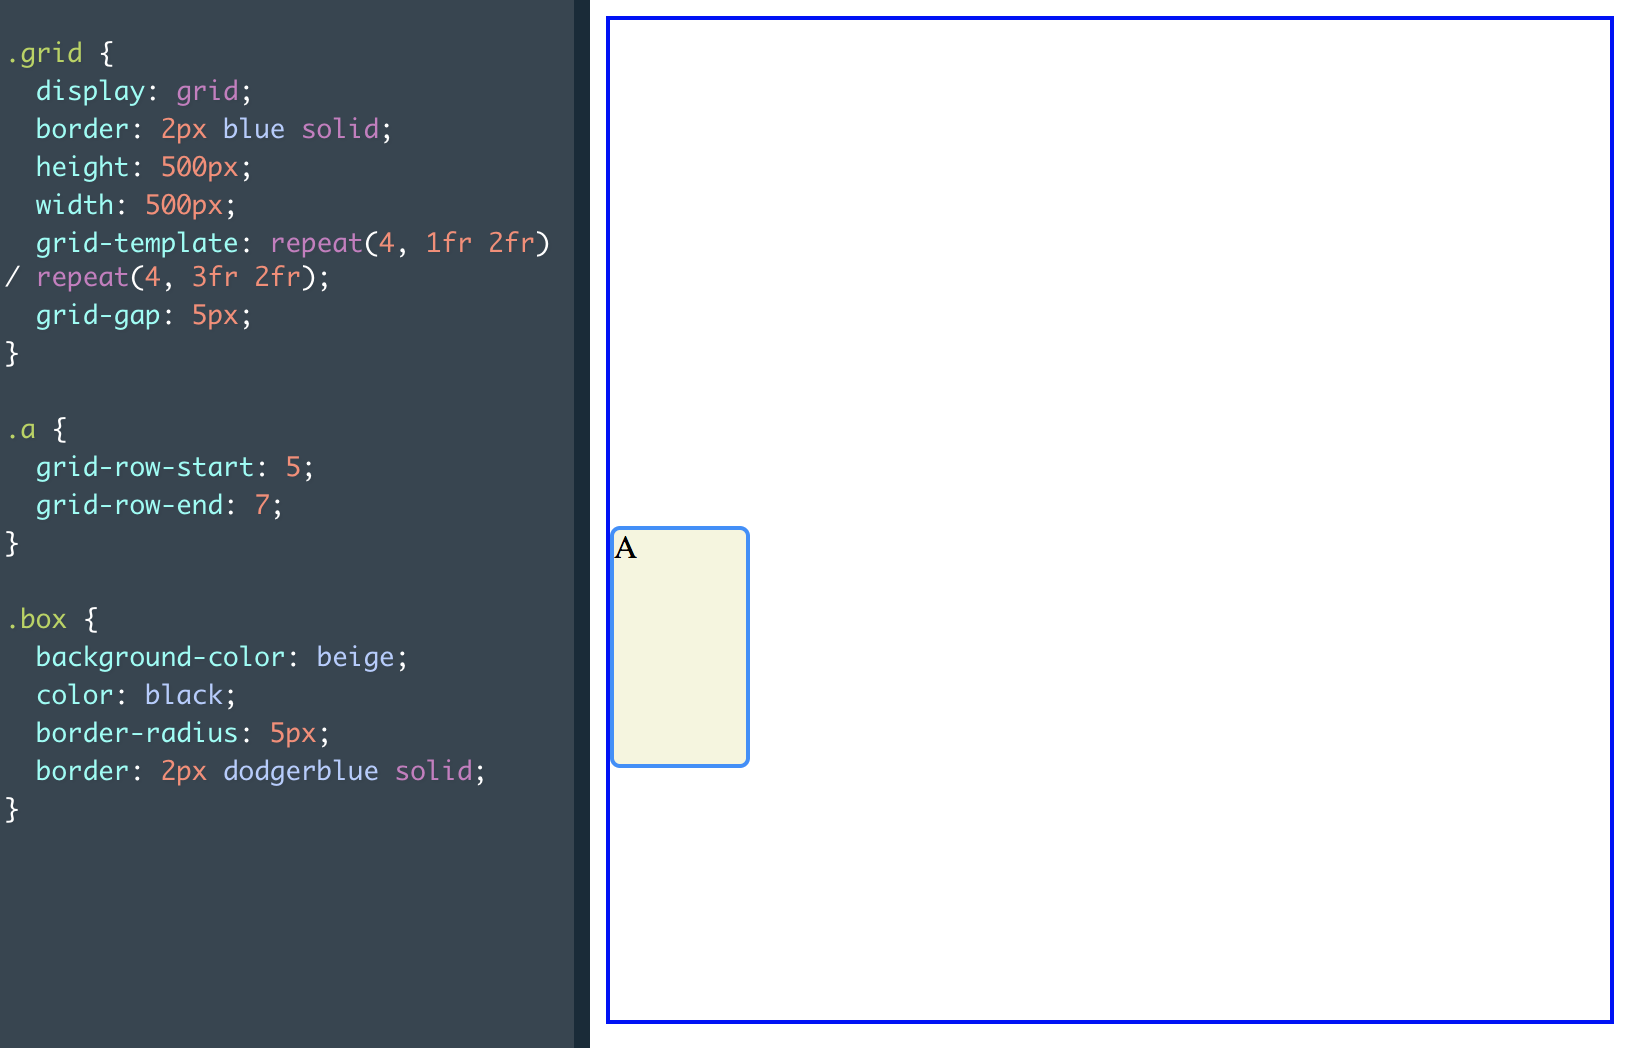 .grid {
  display: grid;
  border: 2px blue solid;
  height: 500px;
  width: 500px;
  grid-template: repeat(4, 1fr 2fr)
/ repeat(4, 3fr 2fr);
  grid-gap: 5px;
}
.a {
  grid-row-start: 5;
  grid-row-end: 7;
}
.box {
  background-color: beige;
  color: black;
  border-radius: 5px;
  border: 2px dodgerblue solid;
}
A